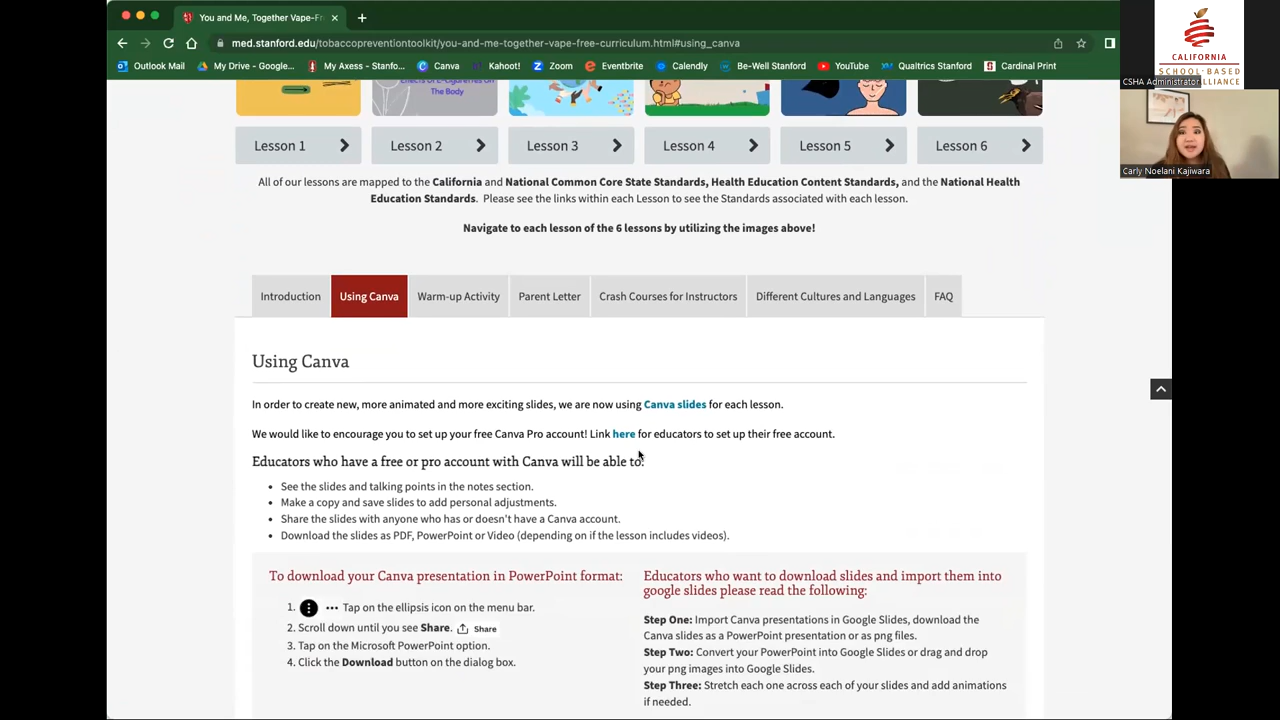 You and Me, Together Vape-Fr
med.stanford.edu/tobaccopreventiontoolkit/you-and-me-together-vape-free-curriculum.html#using_canva
Outlook Mail
My Drive - Google...
My Axess - Stanfo...
Canva
Kahoot!
Zoom
Eventbrite
Calendly
Be-Well Stanford
YouTube
Qualtrics Stanford
Cardinal Print
CALIFORNIA
SCHOOL-BASED
CSHA Administrator
LLIANCE
Carly Noelani Kajiwara
Effects of E-Cigarettes on
The Body
Lesson 1
Lesson 2
Lesson 3
Lesson 4
Lesson 5
Lesson 6
All of our lessons are mapped to the California and National Common Core State Standards, Health Education Content Standards, and the National Health
Education Standards. Please see the links within each Lesson to see the Standards associated with each lesson.
Navigate to each lesson of the 6 lessons by utilizing the images above!
Introduction
Using Canva
Warm-up Activity
Parent Letter
Crash Courses for Instructors
Different Cultures and Languages
FAQ
Using Canva
In order to create new, more animated and more exciting slides, we are now using Canva slides for each lesson.
We would like to encourage you to set up your free Canva Pro account! Link here for educators to set up their free account.
Educators who have a free or pro account with Canva will be able to:
• See the slides and talking points in the notes section.
• Make a copy and save slides to add personal adjustments.
• Share the slides with anyone who has or doesn't have a Canva account.
• Download the slides as PDF, PowerPoint or Video (depending on if the lesson includes videos).
To download your Canva presentation in PowerPoint format:
1. ••• Tap on the ellipsis icon on the menu bar.
2. Scroll down until you see Share. Share
3. Tap on the Microsoft PowerPoint option.
4. Click the Download button on the dialog box.
Educators who want to download slides and import them into
google slides please read the following:
Step One: Import Canva presentations in Google Slides, download the
Canva slides as a PowerPoint presentation or as png files.
Step Two: Convert your PowerPoint into Google Slides or drag and drop
your png images into Google Slides.
Step Three: Stretch each one across each of your slides and add animations
if needed.